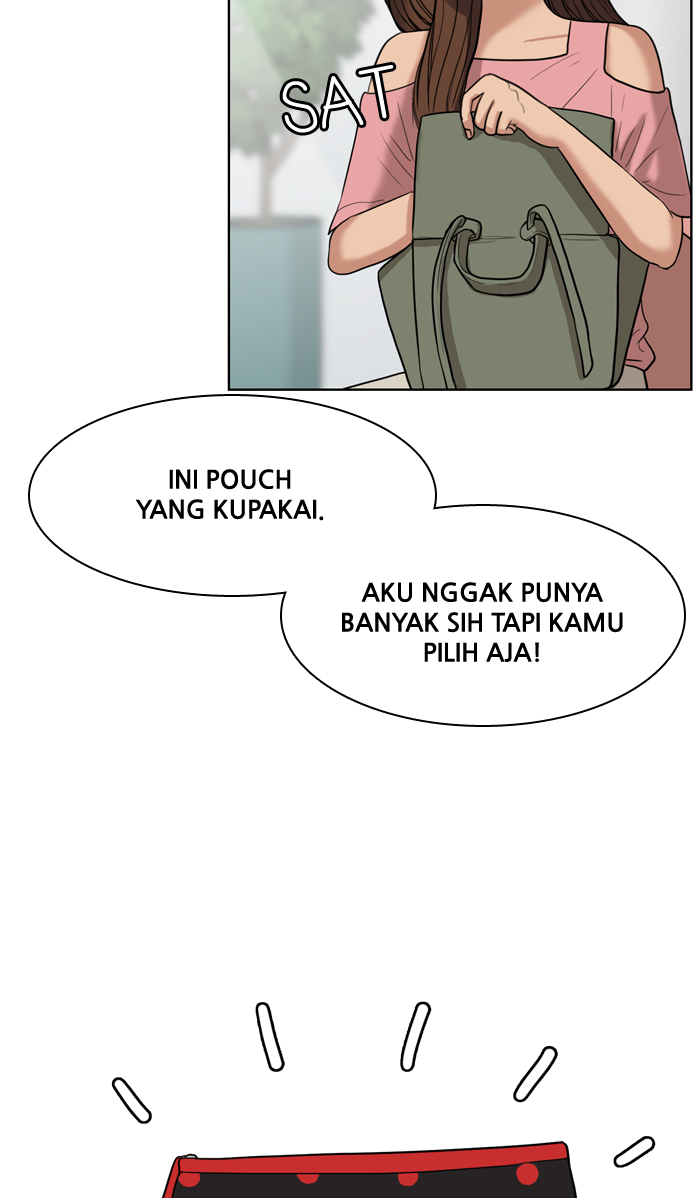 SAT
INI POUCH
YANG KUPAKAI.
AKU NGGAK PUNYA
BANYAK SIH TAPI KAMU
PILIH AJA!